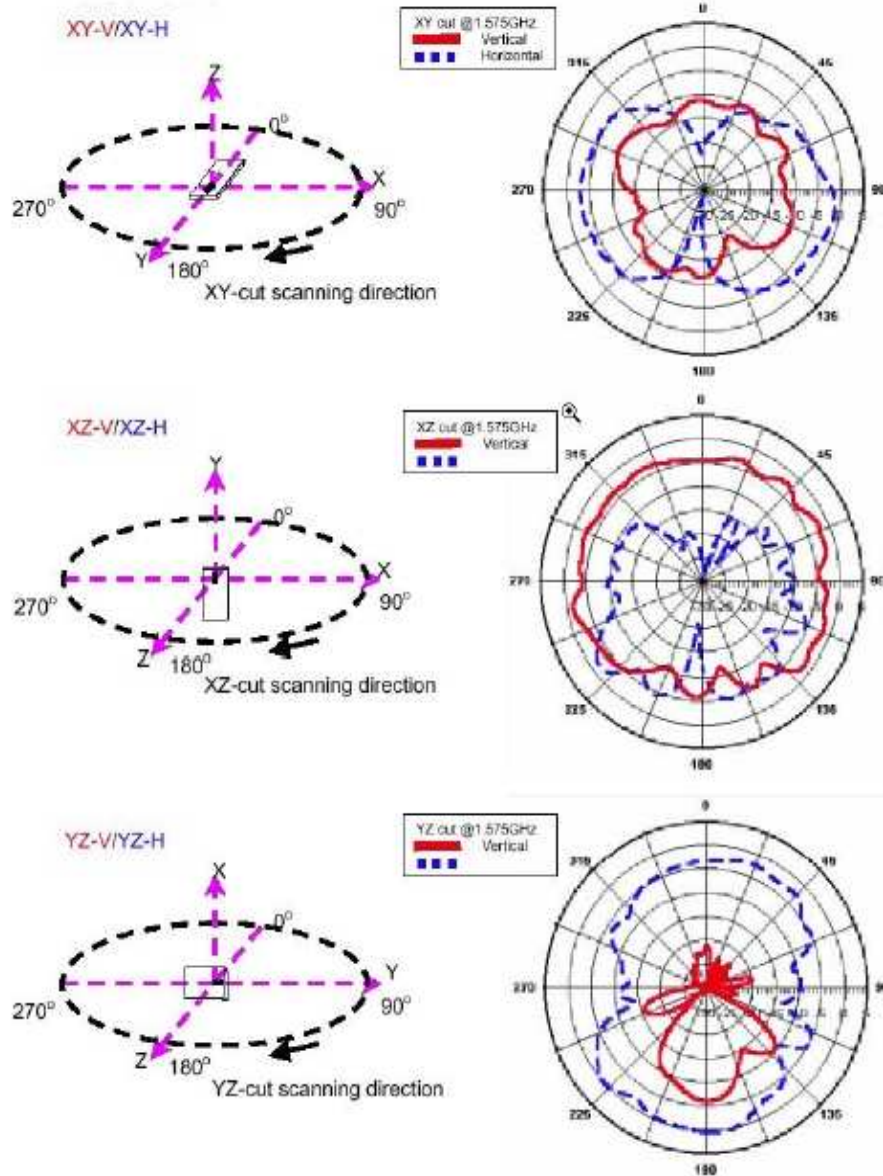 XY-V/XY-H
XY cut @1.575GHz
Vertical
Horizontal
Z
0°
X
270°
90°
Y
180°
XY-cut scanning direction
0
315
45
270
90
225
135
180
XZ-V/XZ-H
XZ cut @1.575GHz
Vertical
Y
0°
X
270°
90°
Z
180°
XZ-cut scanning direction
0
315
45
270
90
225
135
180
YZ-V/YZ-H
YZ cut @1.575GHz
Vertical
X
0°
Y
270°
90°
Z
180°
YZ-cut scanning direction
0
315
45
270
90
225
135
180